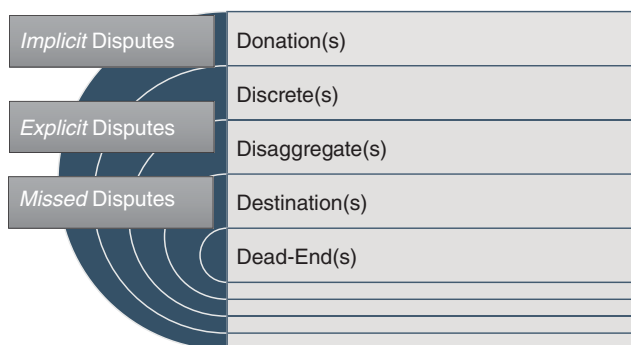 Implicit Disputes
Donation(s)
Discrete(s)
Explicit Disputes
Disaggregate(s)
Missed Disputes
Destination(s)
Dead-End(s)